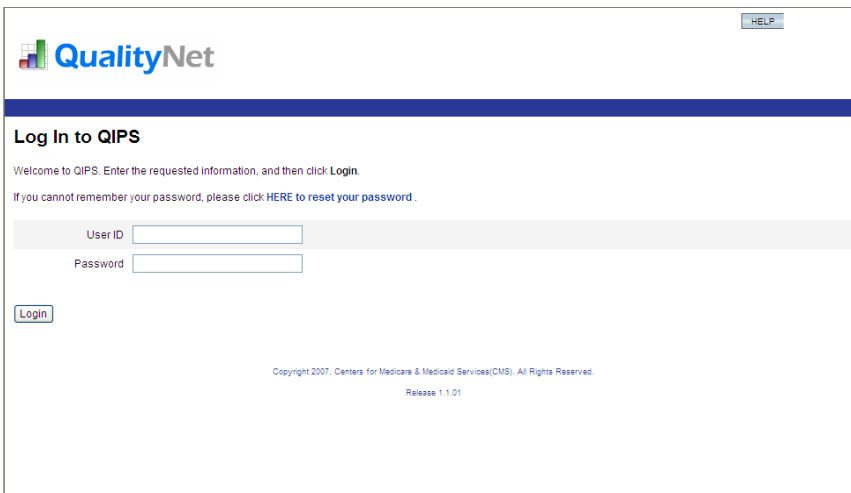 HELP
QualityNet
Log In to QIPS
Welcome to QIPS. Enter the requested information, and then click Login.
If you cannot remember your password, please click HERE to reset your password .
User ID
Password
Login
Copyright 2007, Centers for Medicare & Medicaid Services(CMS). All Rights Reserved.
Release 1.1.01